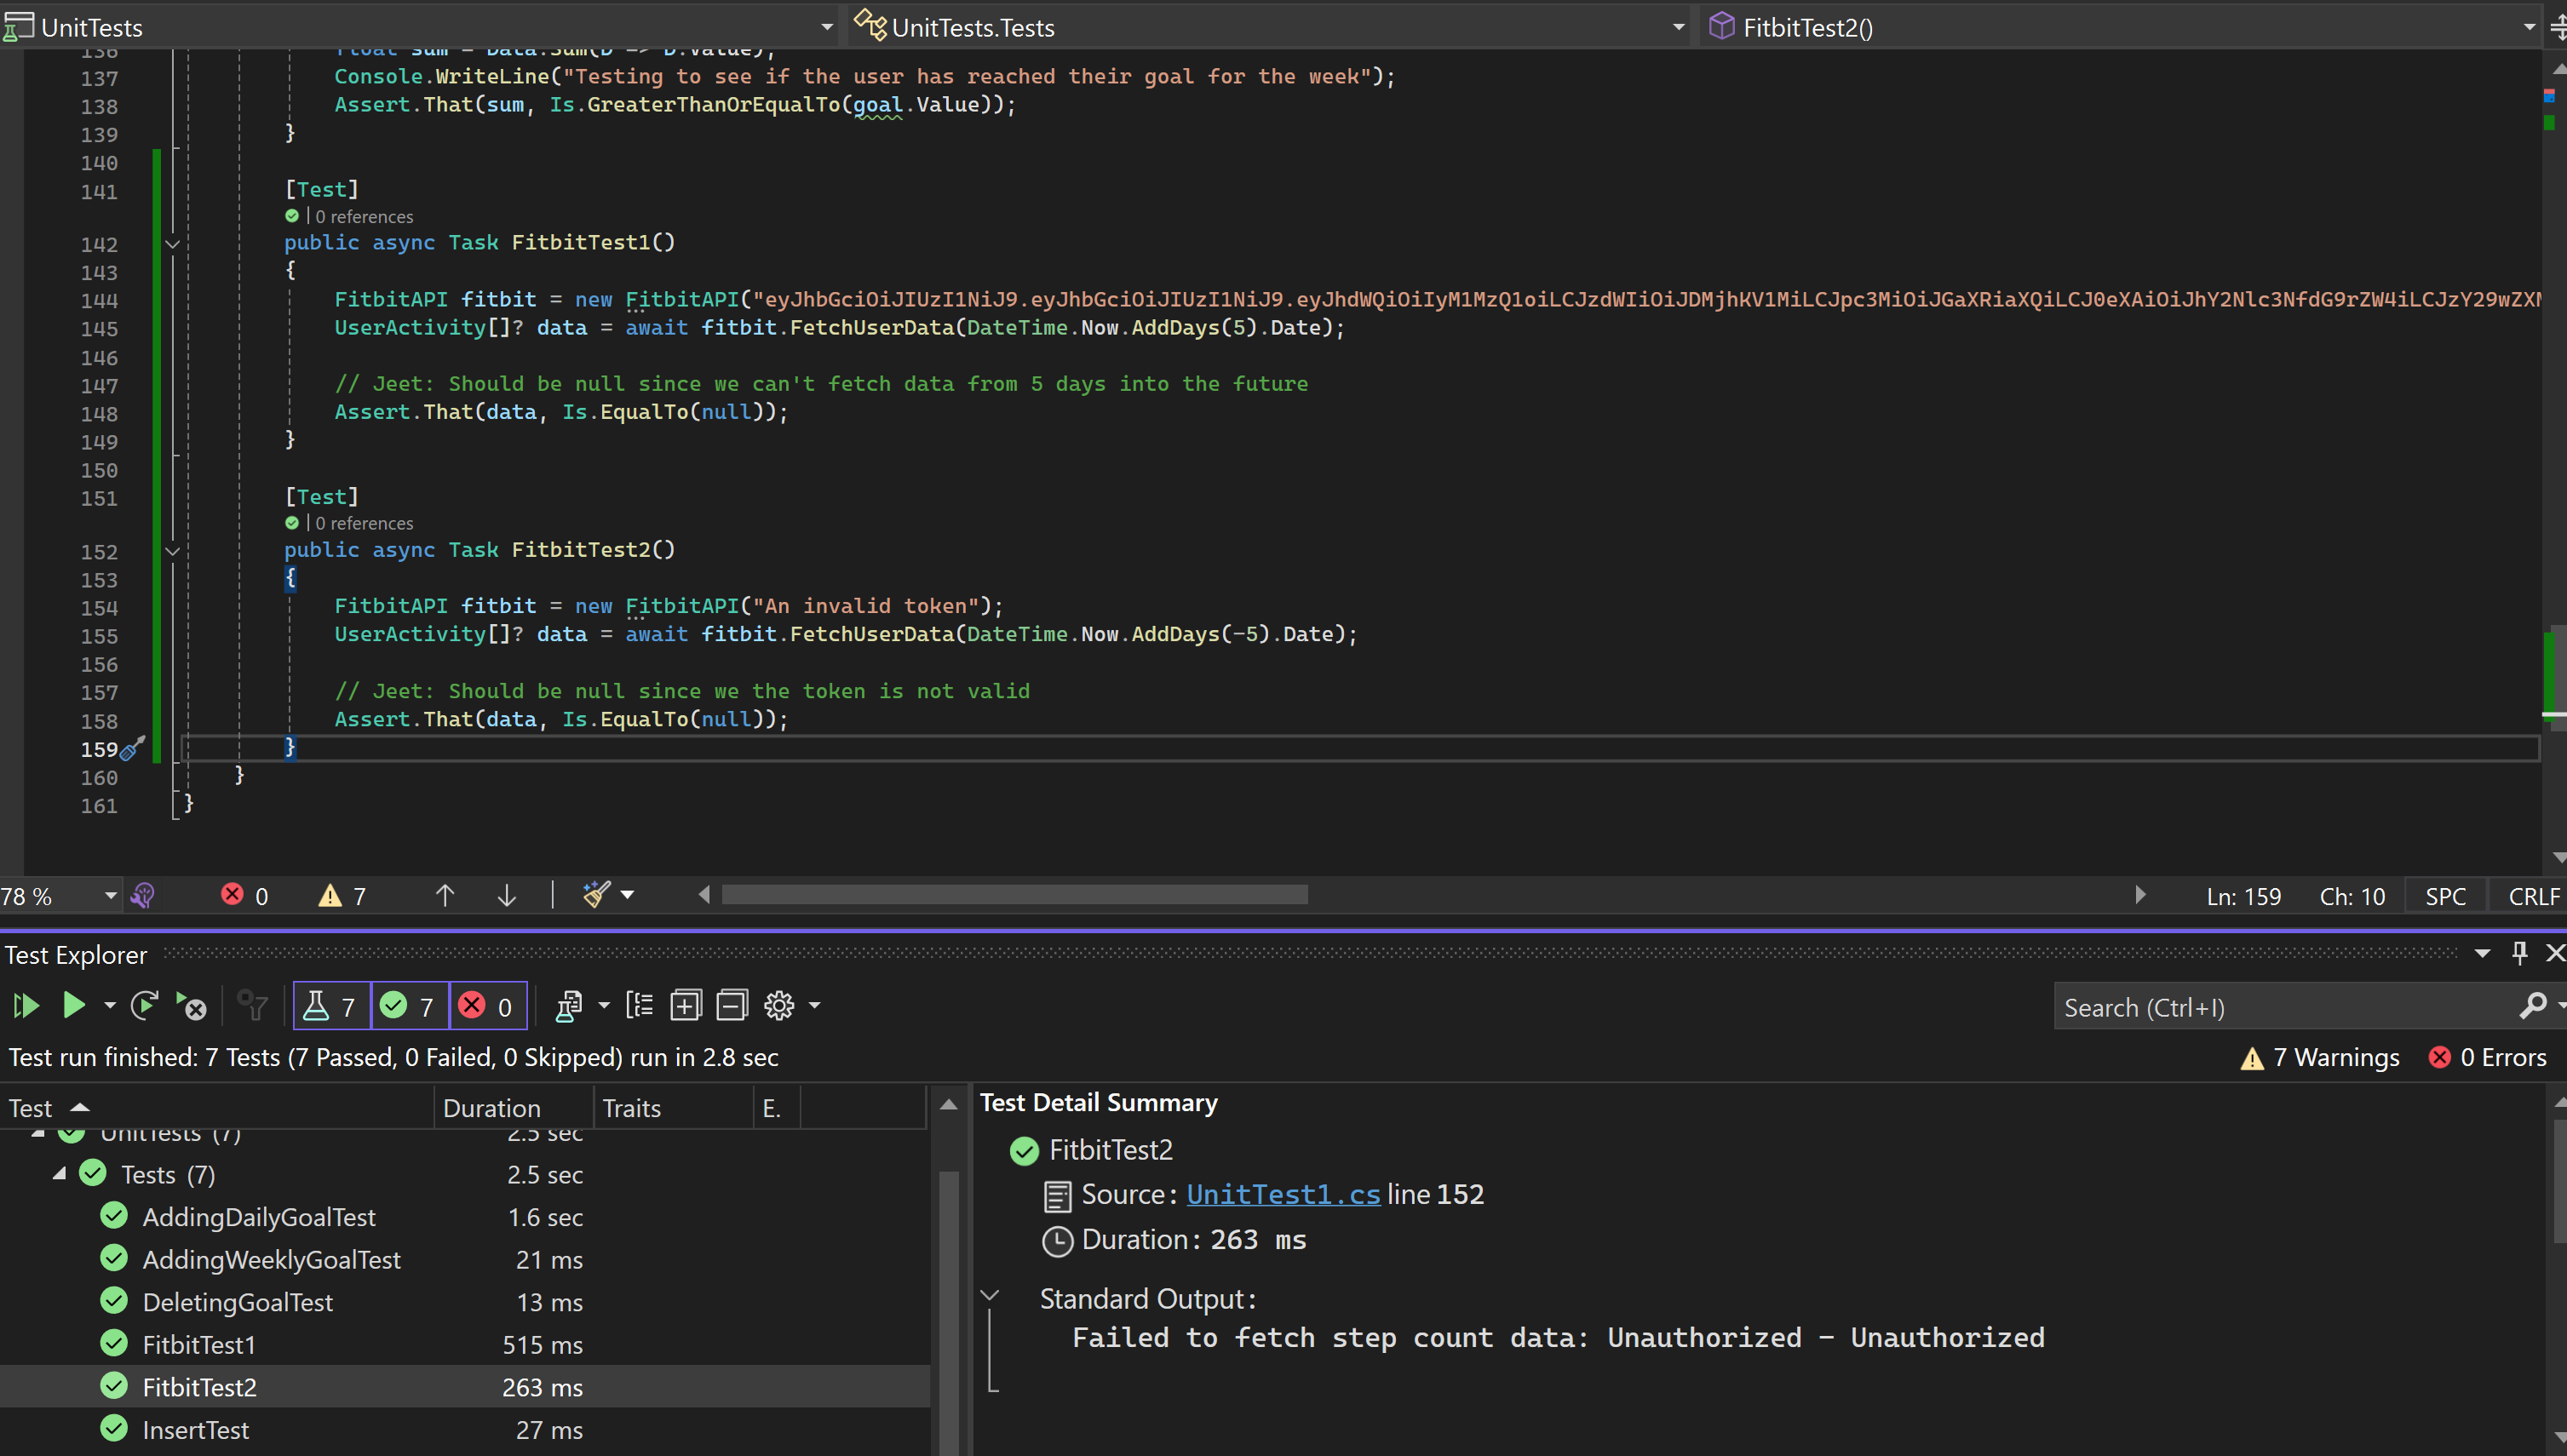 UnitTests
UnitTests.Tests
FitbitTest2()
136 float sum = Data.Sum(D => D.Value);
137 Console.WriteLine("Testing to see if the user has reached their goal for the week");
138 Assert.That(sum, Is.GreaterThanOrEqualTo(goal.Value));
139 }
140
141 [Test]
| 0 references
142 public async Task FitbitTest1()
143 {
144 FitbitAPI fitbit = new FitbitAPI("eyJhbGciOiJIUzI1NiJ9.eyJhbGciOiJIUzI1NiJ9.eyJhdWQiOiIyM1MzQ1oiLCJzdWIiOiJDMjhKV1MiLCJpc3MiOiJGaXRiaXQiLCJ0eXAiOiJhY2Nlc3NfdG9rZW4iLCJzY29wZXM
145 UserActivity[]? data = await fitbit.FetchUserData(DateTime.Now.AddDays(5).Date);
146
147 // Jeet: Should be null since we can't fetch data from 5 days into the future
148 Assert.That(data, Is.EqualTo(null));
149 }
150
151 [Test]
| 0 references
152 public async Task FitbitTest2()
153 {
154 FitbitAPI fitbit = new FitbitAPI("An invalid token");
155 UserActivity[]? data = await fitbit.FetchUserData(DateTime.Now.AddDays(-5).Date);
156
157 // Jeet: Should be null since we the token is not valid
158 Assert.That(data, Is.EqualTo(null));
159 }
160 }
161 }
78 % 0 7 Ln: 159 Ch: 10 SPC CRLF
Test Explorer
7 7 0 Search (Ctrl+I)
Test run finished: 7 Tests (7 Passed, 0 Failed, 0 Skipped) run in 2.8 sec 7 Warnings 0 Errors
Test Duration Traits E.
UnitTests (7) 2.5 sec
Tests (7) 2.5 sec
AddingDailyGoalTest 1.6 sec
AddingWeeklyGoalTest 21 ms
DeletingGoalTest 13 ms
FitbitTest1 515 ms
FitbitTest2 263 ms
InsertTest 27 ms
Test Detail Summary
FitbitTest2
Source: UnitTest1.cs line 152
Duration: 263 ms
Standard Output:
Failed to fetch step count data: Unauthorized - Unauthorized